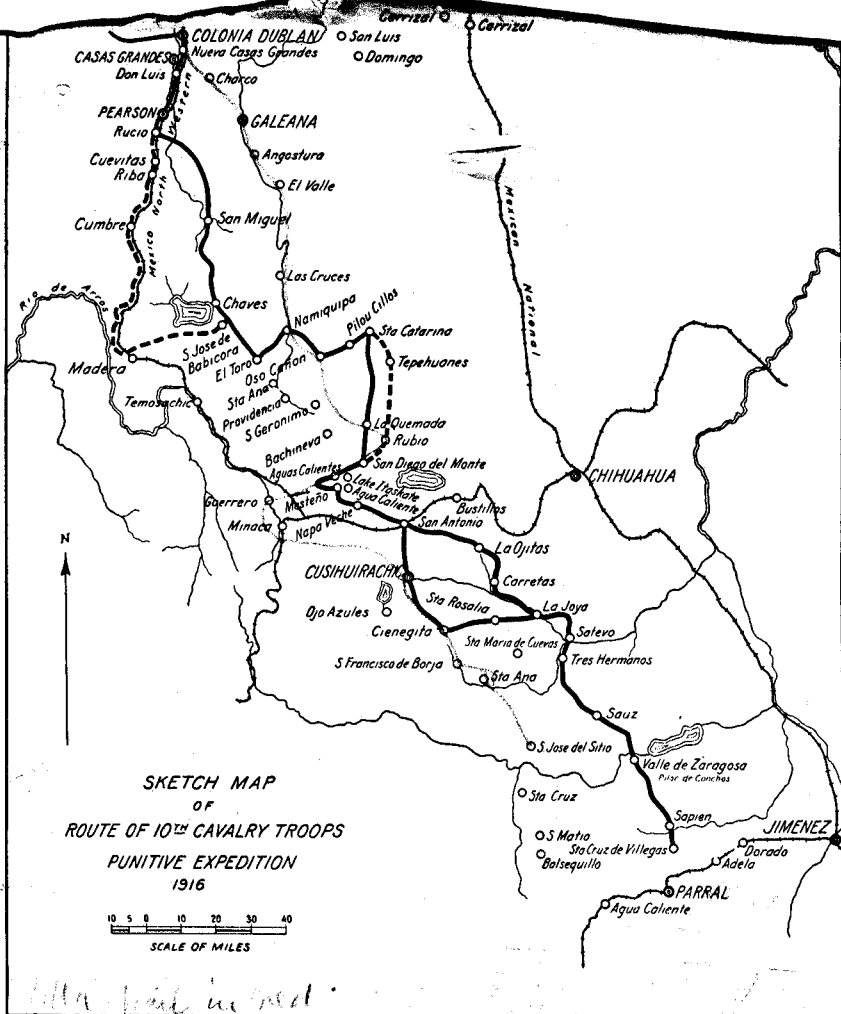 Carrizal
Carrizal
COLONIA DUBLAN
San Luis
Nueva Casas Grandes
CASAS GRANDES
Domingo
Don Luis
Charco
PEARSON
GALEANA
Rucio
Western
Angostura
Cuevitas
Riba
El Valle
North
Mexican
San Miguel
Cumbre
Mexico
Las Cruces
National
Rio de Arros
Chaves
Namiquipa
Pilou Cillos
Sta Catarina
S Jose de
Babicora
Madera
El Toro
Oso Cañon
Tepehuanes
Sta Ana
Temosachic
Providencia
S Geronimo
La Quemada
Rubio
Bachineva
San Diego del Monte
Aguas Calientes
Lake Itaskate
CHIHUAHUA
Agua Caliente
Guerrero
Mosteño
Bustillos
Minaca
Napa Veche
San Antonio
N
La Ojitas
CUSIHUIRACHIC
Carretas
Sta Rosalia
Ojo Azules
La Joya
Cienegita
Satevo
Sta Maria de Cuevas
S Francisco de Borja
Tres Hermanos
Sta Ana
Sauz
S Jose del Sitio
Valle de Zaragosa
Pilar de Conchos
SKETCH MAP
OF
ROUTE OF 10TH CAVALRY TROOPS
PUNITIVE EXPEDITION
1916
Sta Cruz
Sapien
JIMENEZ
S Matio
Sta Cruz de Villegas
Dorado
Balsequillo
Adela
PARRAL
Agua Caliente
10 5 0 10 20 30 40
SCALE OF MILES
in red